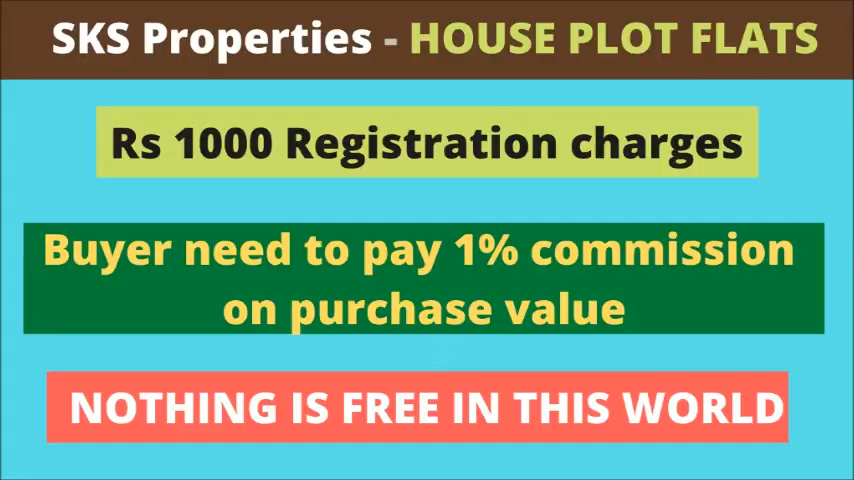 SKS Properties - HOUSE PLOT FLATS
Rs 1000 Registration charges
Buyer need to pay 1% commission
on purchase value
NOTHING IS FREE IN THIS WORLD